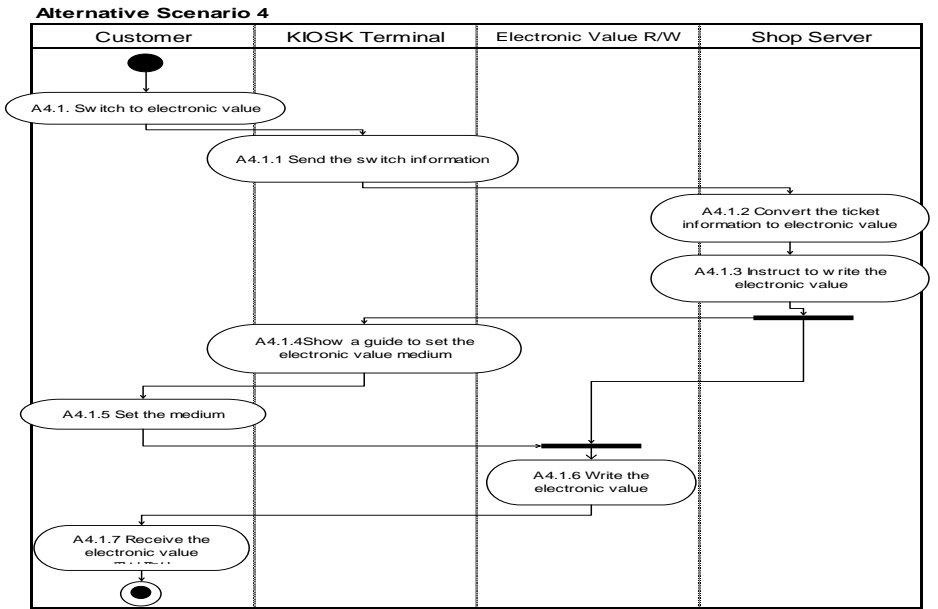 Alternative Scenario 4
Customer
KIOSK Terminal
Electronic Value R/W
Shop Server
A4.1. Switch to electronic value
A4.1.1 Send the switch information
A4.1.2 Convert the ticket
information to electronic value
A4.1.3 Instruct to write the
electronic value
A4.1.4Show a guide to set the
electronic value medium
A4.1.5 Set the medium
A4.1.6 Write the
electronic value
A4.1.7 Receive the
electronic value